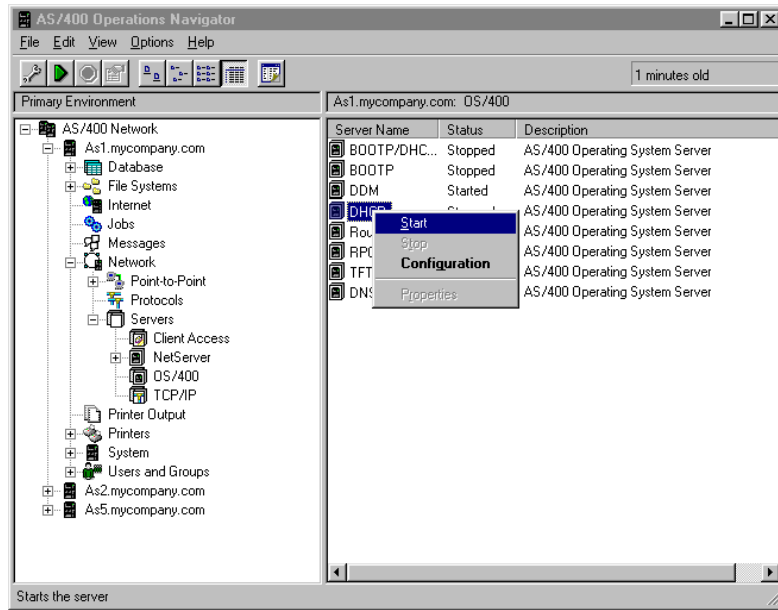 AS/400 Operations Navigator
File Edit View Options Help
1 minutes old
Primary Environment
As1.mycompany.com: OS/400
AS/400 Network
As1.mycompany.com
Database
File Systems
Internet
Jobs
Messages
Network
Point-to-Point
Protocols
Servers
Client Access
NetServer
OS/400
TCP/IP
Printer Output
Printers
System
Users and Groups
As2.mycompany.com
As5.mycompany.com
Server Name Status Description
BOOTP/DHC... Stopped AS/400 Operating System Server
BOOTP Stopped AS/400 Operating System Server
DDM Started AS/400 Operating System Server
DHCP AS/400 Operating System Server
Rou AS/400 Operating System Server
RPC AS/400 Operating System Server
TFT AS/400 Operating System Server
DNS AS/400 Operating System Server
Start
Stop
Configuration
Properties
Starts the server